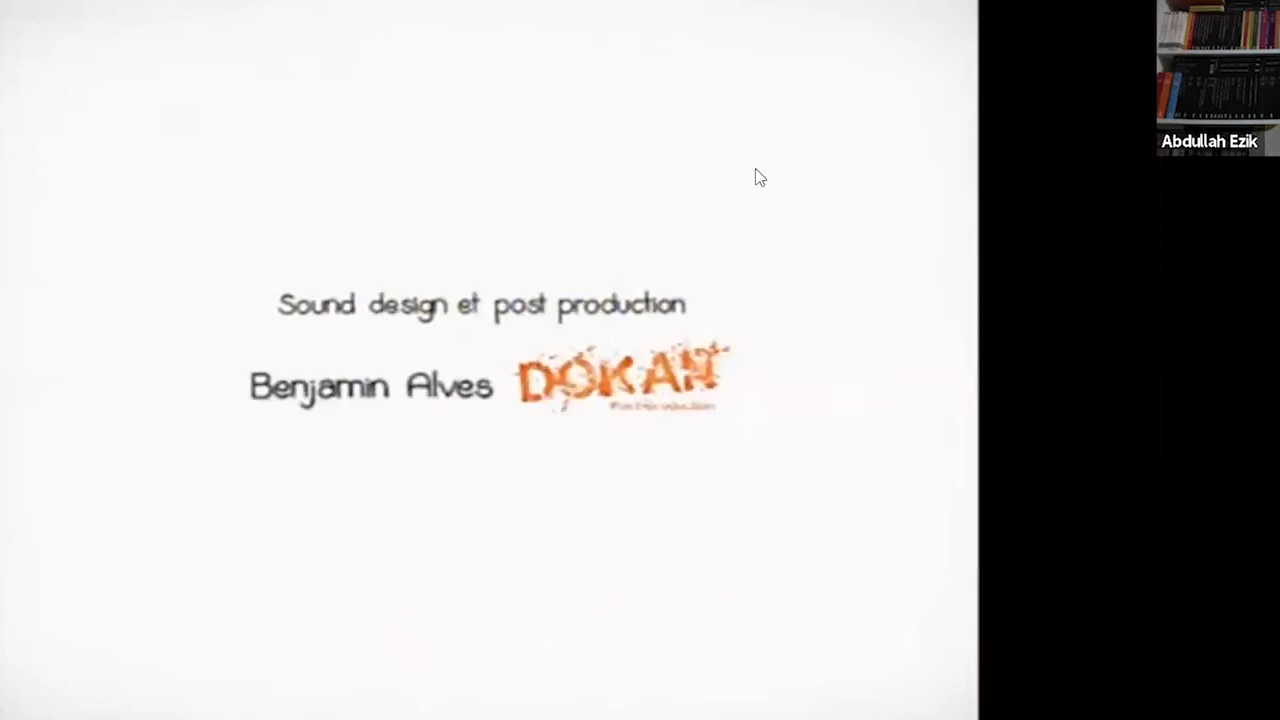 Sound design et post production
Benjamin Alves DOKAN
Abdullah Ezik